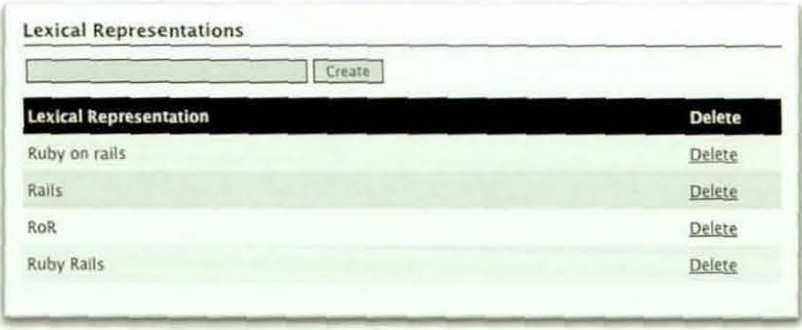 Lexical Representations
Create
Lexical Representation Delete
Ruby on rails Delete
Rails Delete
RoR Delete
Ruby Rails Delete